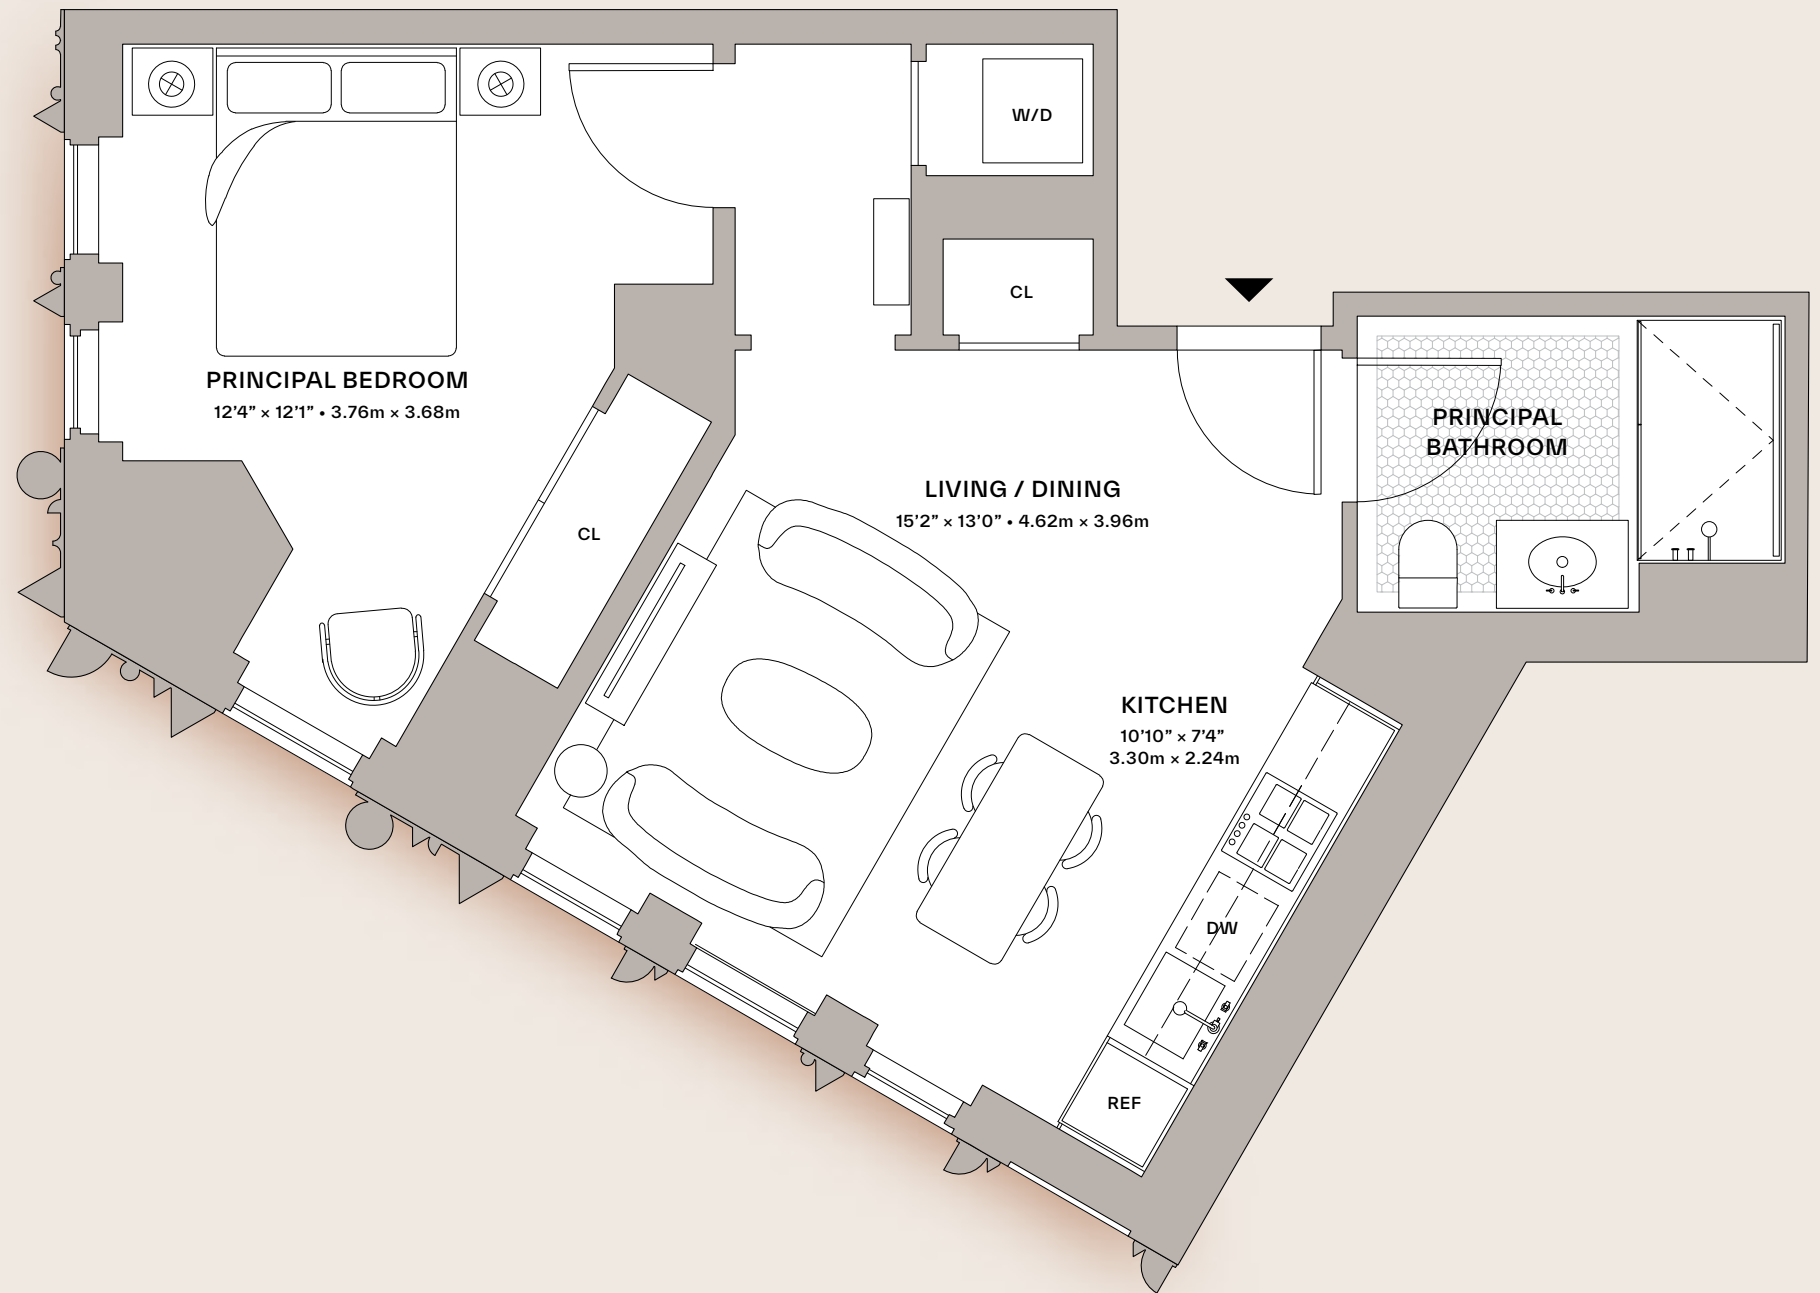 W/D
CL
PRINCIPAL BEDROOM
12’4” × 12’1” • 3.76m × 3.68m
PRINCIPAL
BATHROOM
LIVING / DINING
15’2” × 13’0” • 4.62m × 3.96m
CL
KITCHEN
10’10” × 7’4”
3.30m × 2.24m
DW
REF